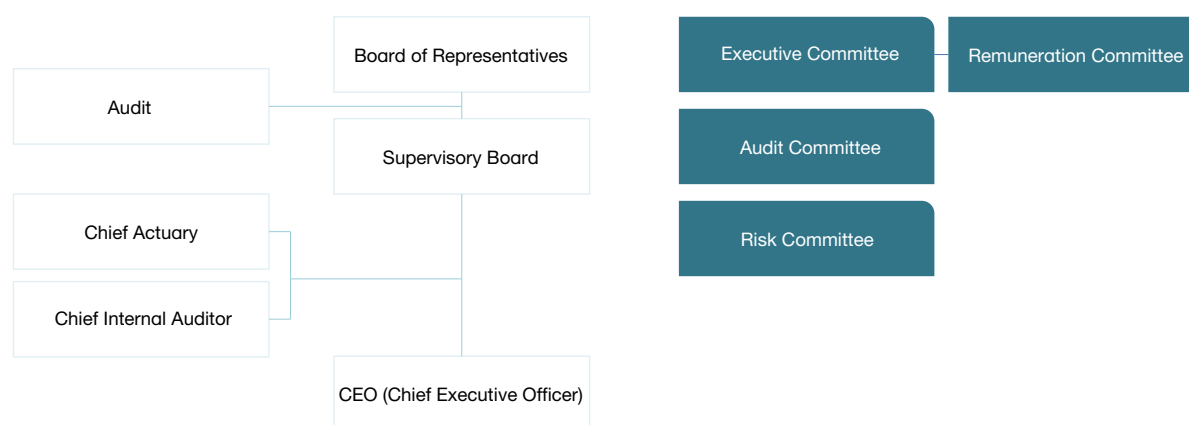 Board of Representatives
Audit
Supervisory Board
Chief Actuary
Chief Internal Auditor
CEO (Chief Executive Officer)
Executive Committee
Remuneration Committee
Audit Committee
Risk Committee